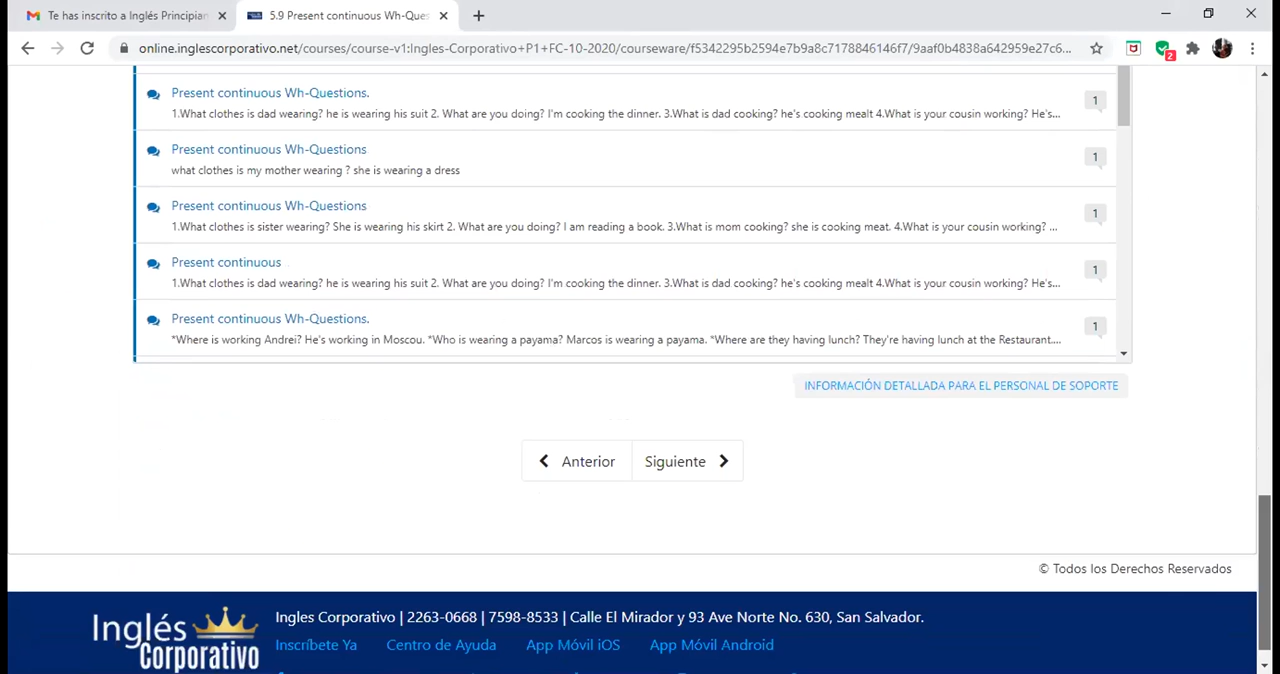 Te has inscrito a Inglés Principian
5.9 Present continuous Wh-Ques
online.inglescorporativo.net/courses/course-v1:Ingles-Corporativo+P1+FC-10-2020/courseware/f5342295b2594e7b9a8c7178846146f7/9aaf0b4838a642959e27c6...
2
Present continuous Wh-Questions.
1.What clothes is dad wearing? he is wearing his suit 2. What are you doing? I'm cooking the dinner. 3.What is dad cooking? he's cooking mealt 4.What is your cousin working? He's...
1
Present continuous Wh-Questions
what clothes is my mother wearing ? she is wearing a dress
1
Present continuous Wh-Questions
1.What clothes is sister wearing? She is wearing his skirt 2. What are you doing? I am reading a book. 3.What is mom cooking? she is cooking meat. 4.What is your cousin working? ...
1
Present continuous
1.What clothes is dad wearing? he is wearing his suit 2. What are you doing? I'm cooking the dinner. 3.What is dad cooking? he's cooking mealt 4.What is your cousin working? He's...
1
Present continuous Wh-Questions.
*Where is working Andrei? He's working in Moscou. *Who is wearing a payama? Marcos is wearing a payama. *Where are they having lunch? They're having lunch at the Restaurant....
1
INFORMACIÓN DETALLADA PARA EL PERSONAL DE SOPORTE
Anterior
Siguiente
© Todos los Derechos Reservados
Inglés Corporativo
Ingles Corporativo | 2263-0668 | 7598-8533 | Calle El Mirador y 93 Ave Norte No. 630, San Salvador.
Inscríbete Ya
Centro de Ayuda
App Móvil iOS
App Móvil Android